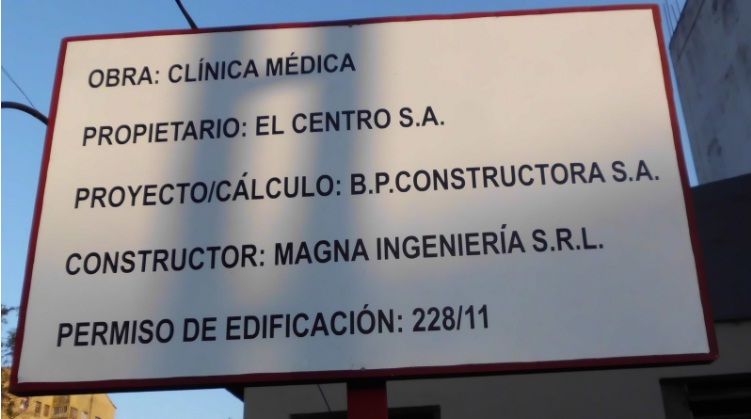 OBRA: CLÍNICA MÉDICA
PROPIETARIO: EL CENTRO S.A.
PROYECTO/CÁLCULO: B.P.CONSTRUCTORA S.A.
CONSTRUCTOR: MAGNA INGENIERÍA S.R.L.
PERMISO DE EDIFICACIÓN: 228/11